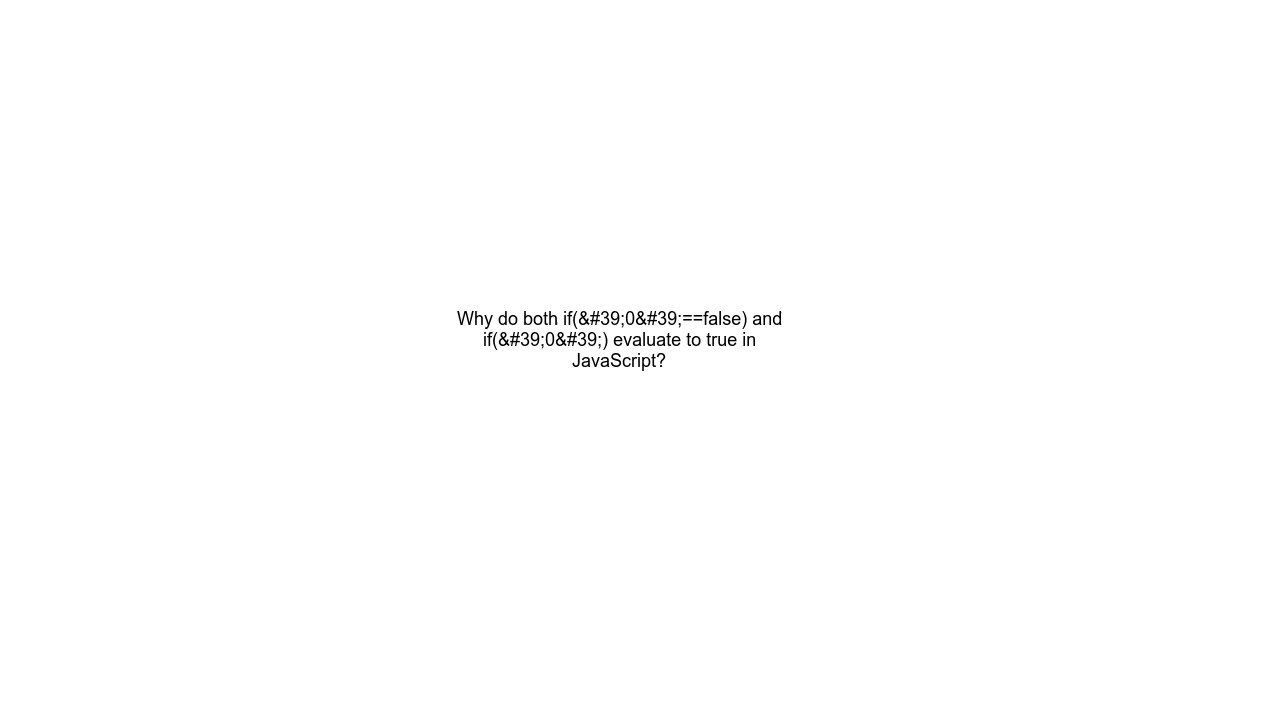 Why do both if(&#39;0&#39;==false) and
if(&#39;0&#39;) evaluate to true in
JavaScript?